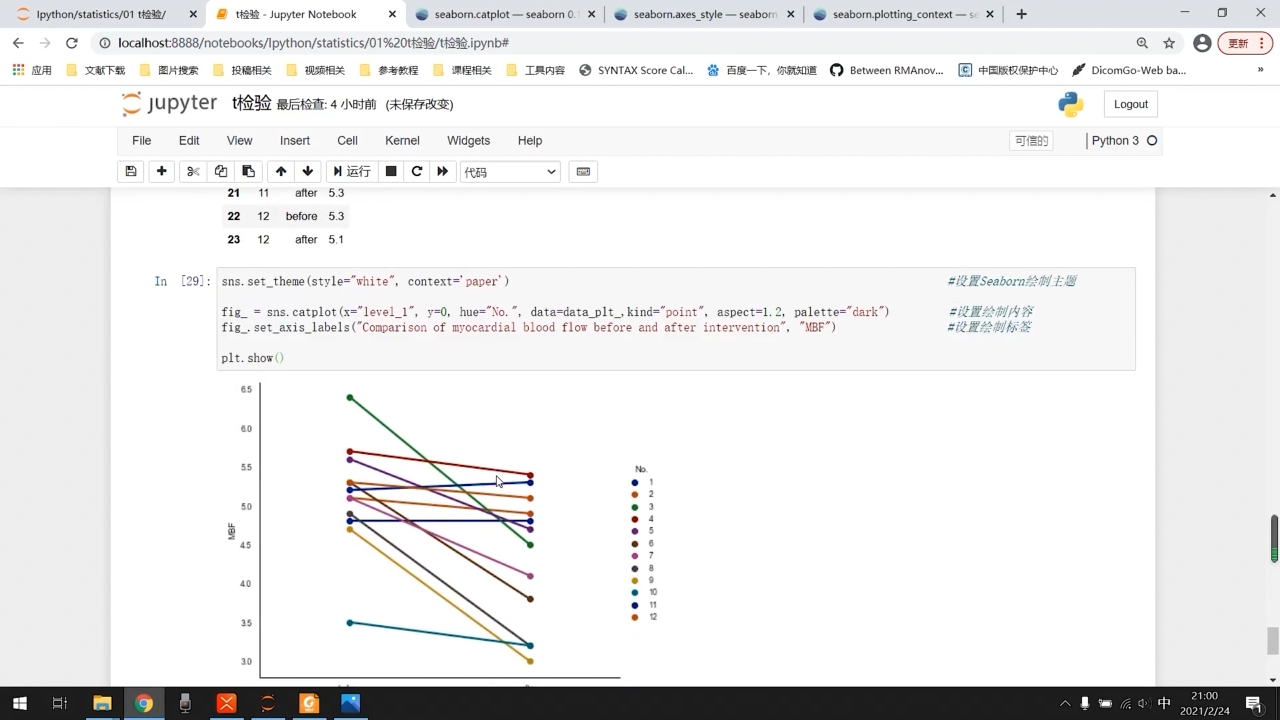 lpython/statistics/01 t检验/
t检验 - Jupyter Notebook
seaborn.catplot — seaborn 0.1
seaborn.axes_style — seaborn
seaborn.plotting_context — se
localhost:8888/notebooks/lpython/statistics/01%20t检验/t检验.ipynb#
更新
应用 文献下载 图片搜索 投稿相关 视频相关 参考教程 课程相关 工具内容 SYNTAX Score Cal... 百度一下，你就知道 Between RMAnov... 中国版权保护中心 DicomGo-Web ba... »
jupyter t检验 最后检查: 4 小时前 (未保存改变) Logout
File Edit View Insert Cell Kernel Widgets Help 可信的 Python 3
运行 代码
21 11 after 5.3
22 12 before 5.3
23 12 after 5.1
In [29]: sns.set_theme(style="white", context='paper') #设置Seaborn绘制主题
fig_ = sns.catplot(x="level_1", y=0, hue="No.", data=data_plt_,kind="point", aspect=1.2, palette="dark") #设置绘制内容
fig_.set_axis_labels("Comparison of myocardial blood flow before and after intervention", "MBF") #设置绘制标签
plt.show()
6.5
6.0
5.5
5.0
4.5
4.0
3.5
3.0
MBF
No.
1
2
3
4
5
6
7
8
9
10
11
12
中
21:00
2021/2/24
1